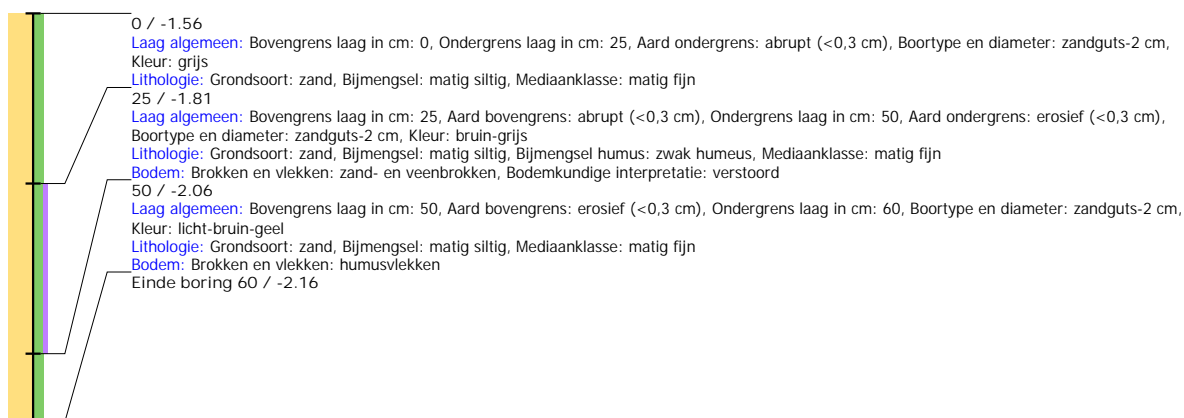 0 / -1.56
Laag algemeen: Bovengrens laag in cm: 0, Ondergrens laag in cm: 25, Aard ondergrens: abrupt (<0,3 cm), Boortype en diameter: zandguts-2 cm,
Kleur: grijs
Lithologie: Grondsoort: zand, Bijmengsel: matig siltig, Mediaanklasse: matig fijn
25 / -1.81
Laag algemeen: Bovengrens laag in cm: 25, Aard bovengrens: abrupt (<0,3 cm), Ondergrens laag in cm: 50, Aard ondergrens: erosief (<0,3 cm),
Boortype en diameter: zandguts-2 cm, Kleur: bruin-grijs
Lithologie: Grondsoort: zand, Bijmengsel: matig siltig, Bijmengsel humus: zwak humeus, Mediaanklasse: matig fijn
Bodem: Brokken en vlekken: zand- en veenbrokken, Bodemkundige interpretatie: verstoord
50 / -2.06
Laag algemeen: Bovengrens laag in cm: 50, Aard bovengrens: erosief (<0,3 cm), Ondergrens laag in cm: 60, Boortype en diameter: zandguts-2 cm,
Kleur: licht-bruin-geel
Lithologie: Grondsoort: zand, Bijmengsel: matig siltig, Mediaanklasse: matig fijn
Bodem: Brokken en vlekken: humusvlekken
Einde boring 60 / -2.16